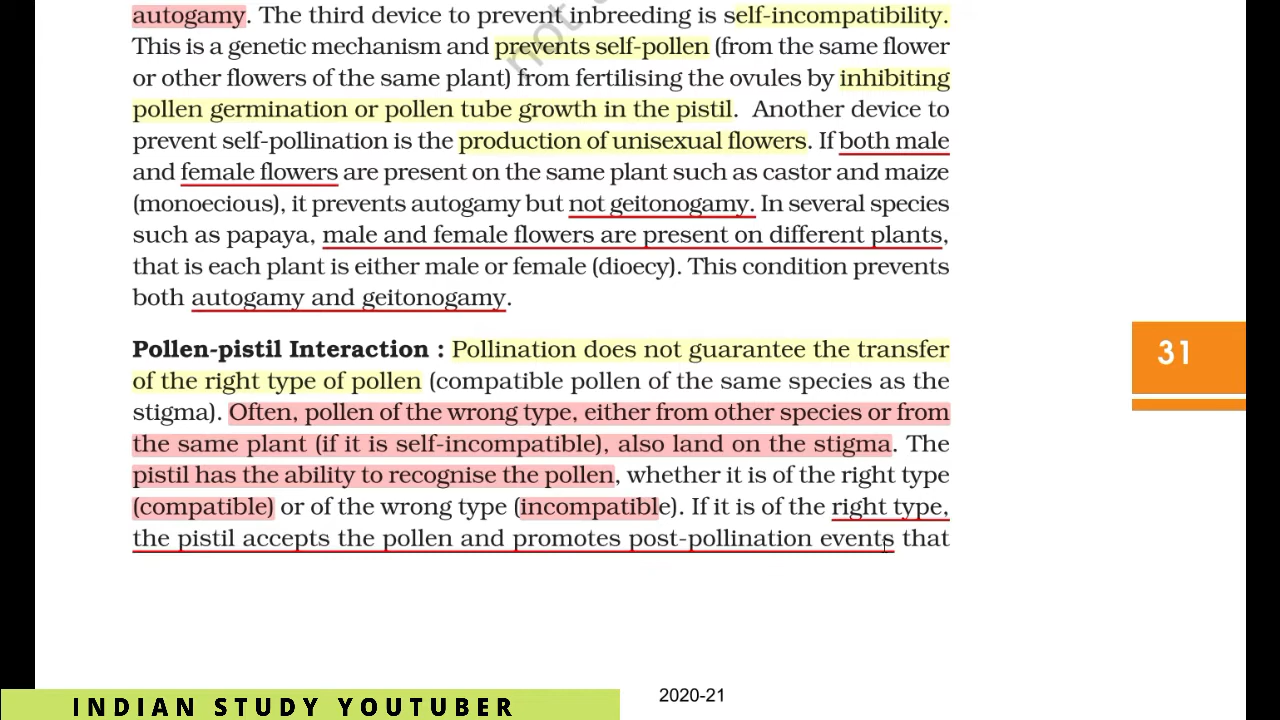 autogamy. The third device to prevent inbreeding is self-incompatibility.
This is a genetic mechanism and prevents self-pollen (from the same flower
or other flowers of the same plant) from fertilising the ovules by inhibiting
pollen germination or pollen tube growth in the pistil. Another device to
prevent self-pollination is the production of unisexual flowers. If both male
and female flowers are present on the same plant such as castor and maize
(monoecious), it prevents autogamy but not geitonogamy. In several species
such as papaya, male and female flowers are present on different plants,
that is each plant is either male or female (dioecy). This condition prevents
both autogamy and geitonogamy.
Pollen-pistil Interaction : Pollination does not guarantee the transfer
of the right type of pollen (compatible pollen of the same species as the
stigma). Often, pollen of the wrong type, either from other species or from
the same plant (if it is self-incompatible), also land on the stigma. The
pistil has the ability to recognise the pollen, whether it is of the right type
(compatible) or of the wrong type (incompatible). If it is of the right type,
the pistil accepts the pollen and promotes post-pollination events that
31
INDIAN STUDY YOUTUBER
2020-21